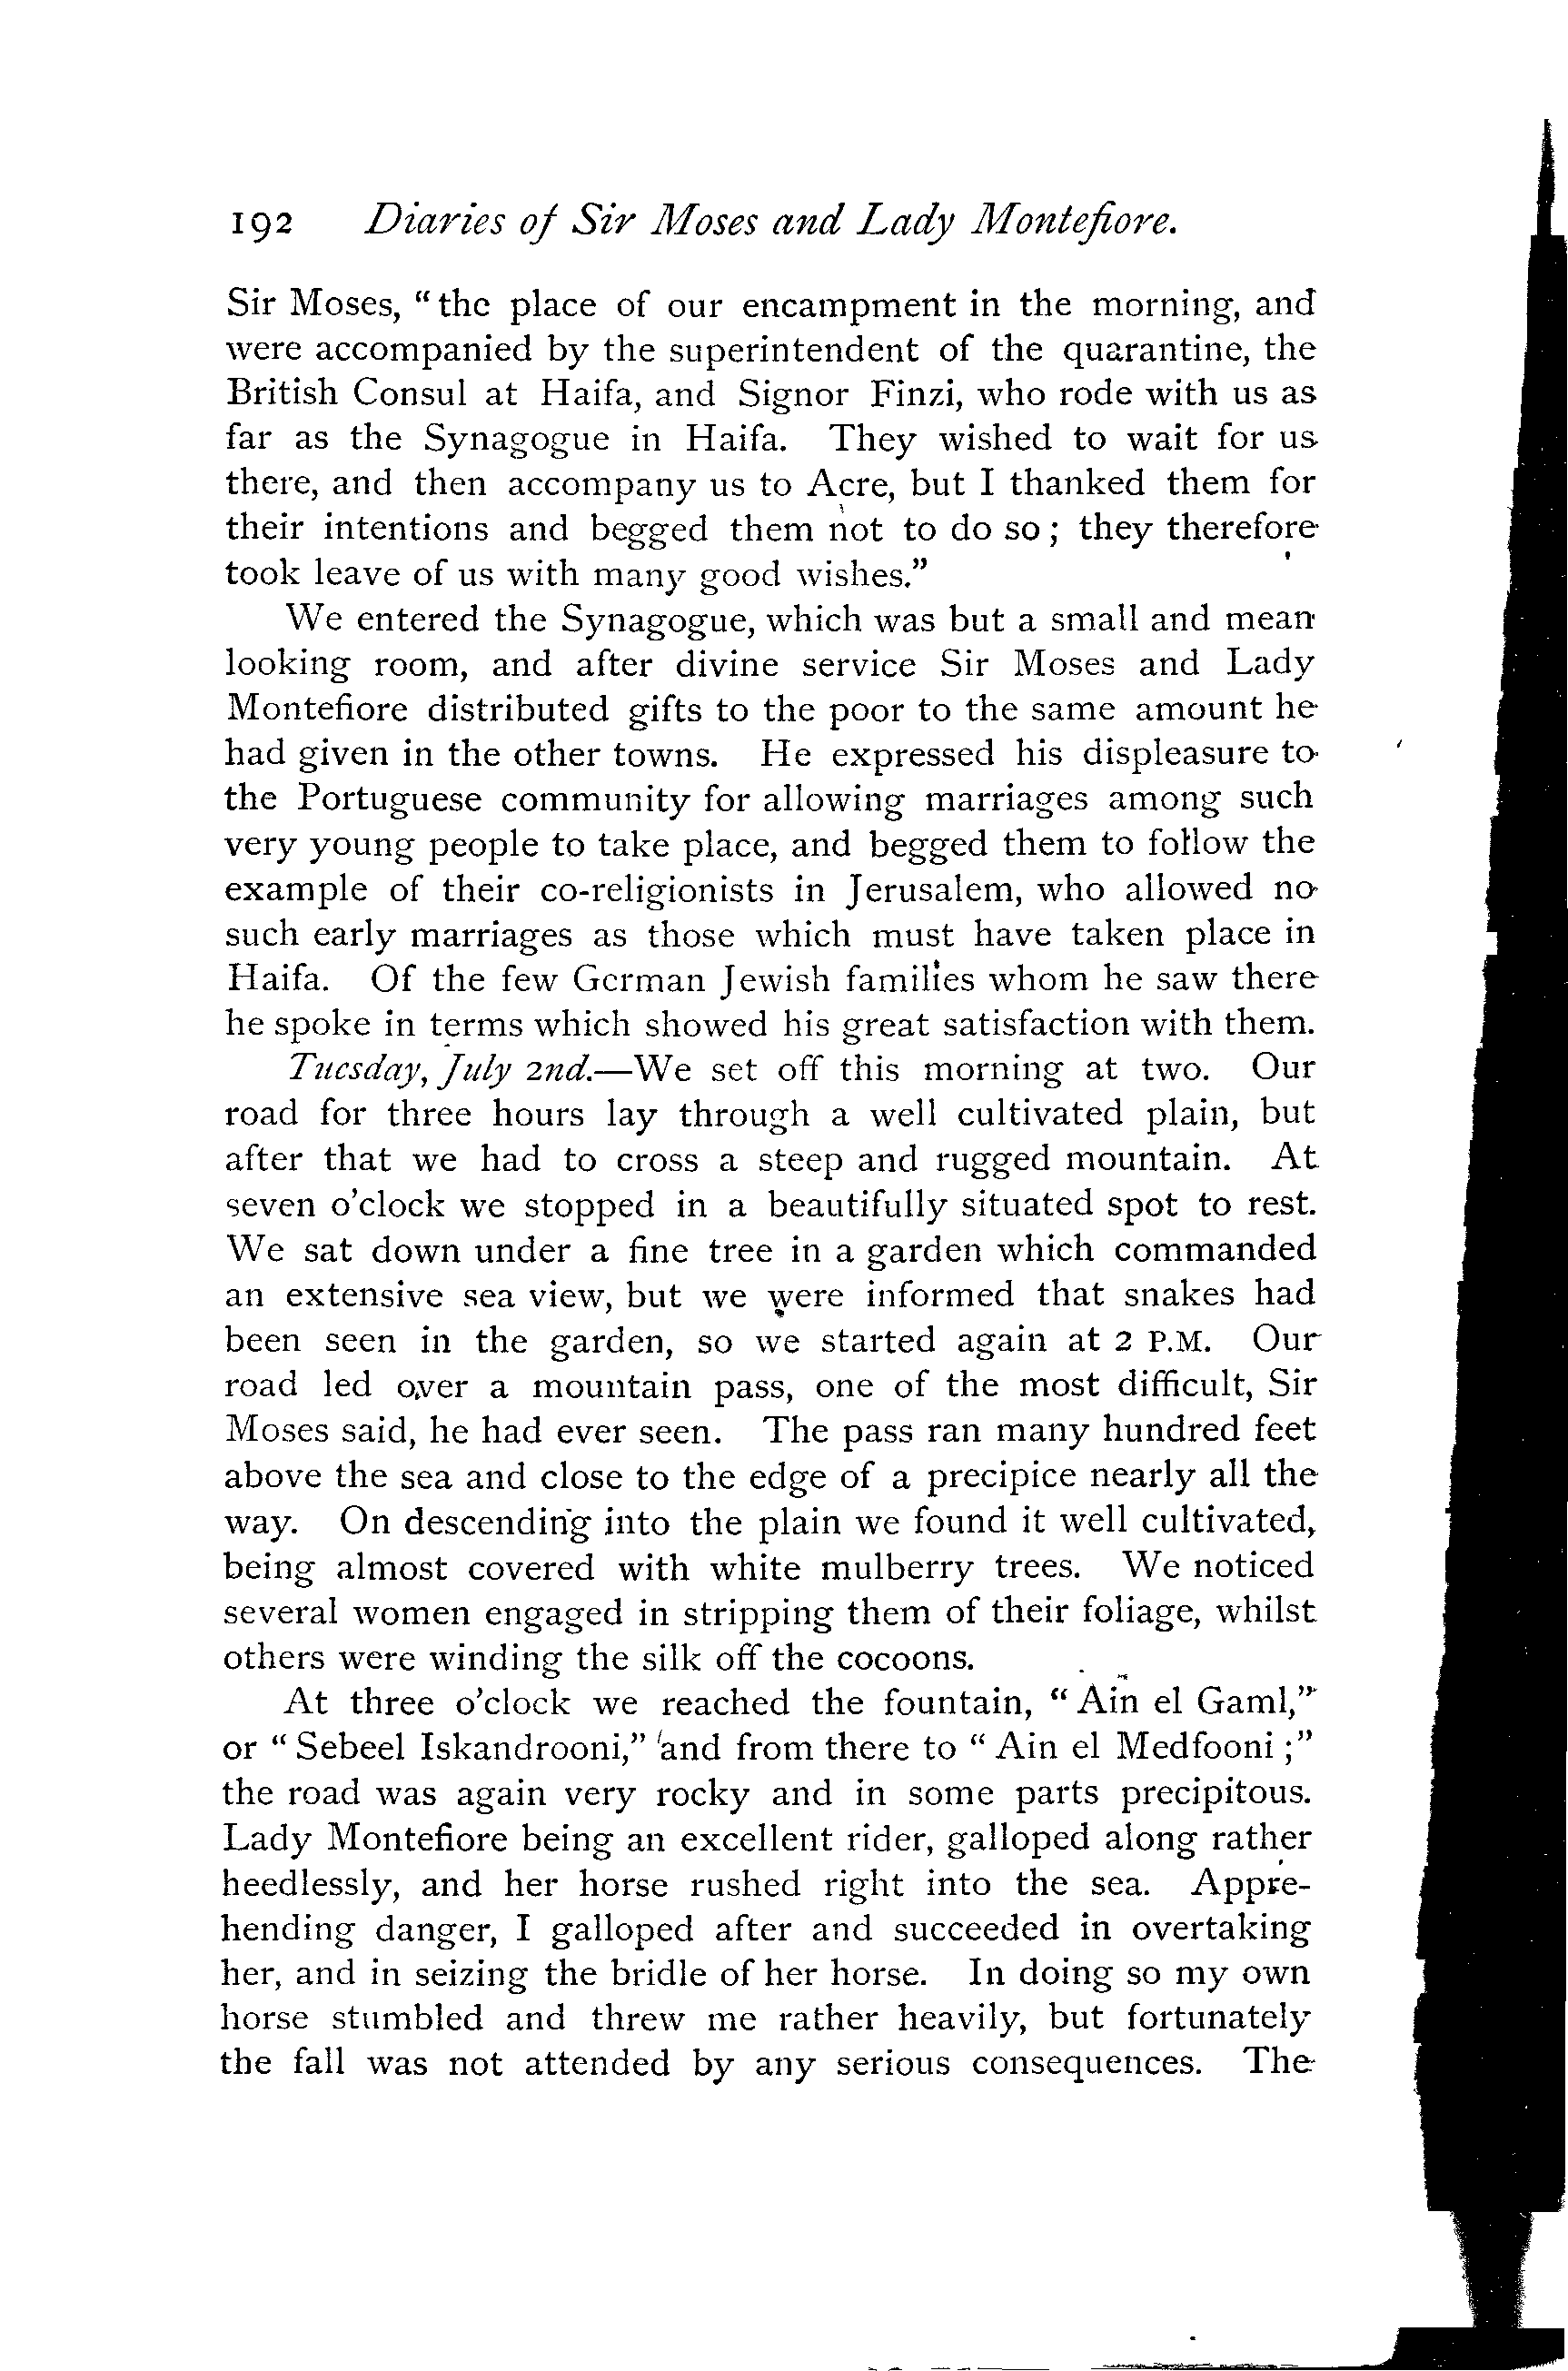 192 Diaries of Sir Moses and Lady Montefiore.
Sir Moses, "the place of our encampment in the morning, and
were accompanied by the superintendent of the quarantine, the
British Consul at Haifa, and Signor Finzi, who rode with us as
far as the Synagogue in Haifa. They wished to wait for us
there, and then accompany us to Acre, but I thanked them for
their intentions and begged them not to do so; they therefore
took leave of us with many good wishes."
We entered the Synagogue, which was but a small and mean
looking room, and after divine service Sir Moses and Lady
Montefiore distributed gifts to the poor to the same amount he
had given in the other towns. He expressed his displeasure to
the Portuguese community for allowing marriages among such
very young people to take place, and begged them to follow the
example of their co-religionists in Jerusalem, who allowed no
such early marriages as those which must have taken place in
Haifa. Of the few German Jewish families whom he saw there
he spoke in terms which showed his great satisfaction with them.
Tuesday, July 2nd.—We set off this morning at two. Our
road for three hours lay through a well cultivated plain, but
after that we had to cross a steep and rugged mountain. At
seven o'clock we stopped in a beautifully situated spot to rest.
We sat down under a fine tree in a garden which commanded
an extensive sea view, but we were informed that snakes had
been seen in the garden, so we started again at 2 P.M. Our
road led over a mountain pass, one of the most difficult, Sir
Moses said, he had ever seen. The pass ran many hundred feet
above the sea and close to the edge of a precipice nearly all the
way. On descending into the plain we found it well cultivated,
being almost covered with white mulberry trees. We noticed
several women engaged in stripping them of their foliage, whilst
others were winding the silk off the cocoons.
At three o'clock we reached the fountain, "Ain el Gaml,"
or "Sebeel Iskandrooni," and from there to "Ain el Medfooni;"
the road was again very rocky and in some parts precipitous.
Lady Montefiore being an excellent rider, galloped along rather
heedlessly, and her horse rushed right into the sea. Appre-
hending danger, I galloped after and succeeded in overtaking
her, and in seizing the bridle of her horse. In doing so my own
horse stumbled and threw me rather heavily, but fortunately
the fall was not attended by any serious consequences. The